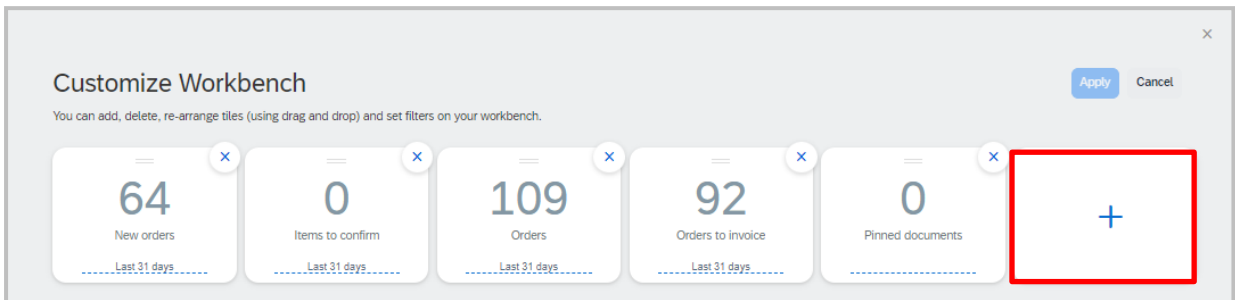 ×
Customize Workbench
Apply Cancel
You can add, delete, re-arrange tiles (using drag and drop) and set filters on your workbench.
64 0 109 92 0 +
New orders Items to confirm Orders Orders to invoice Pinned documents
Last 31 days Last 31 days Last 31 days Last 31 days